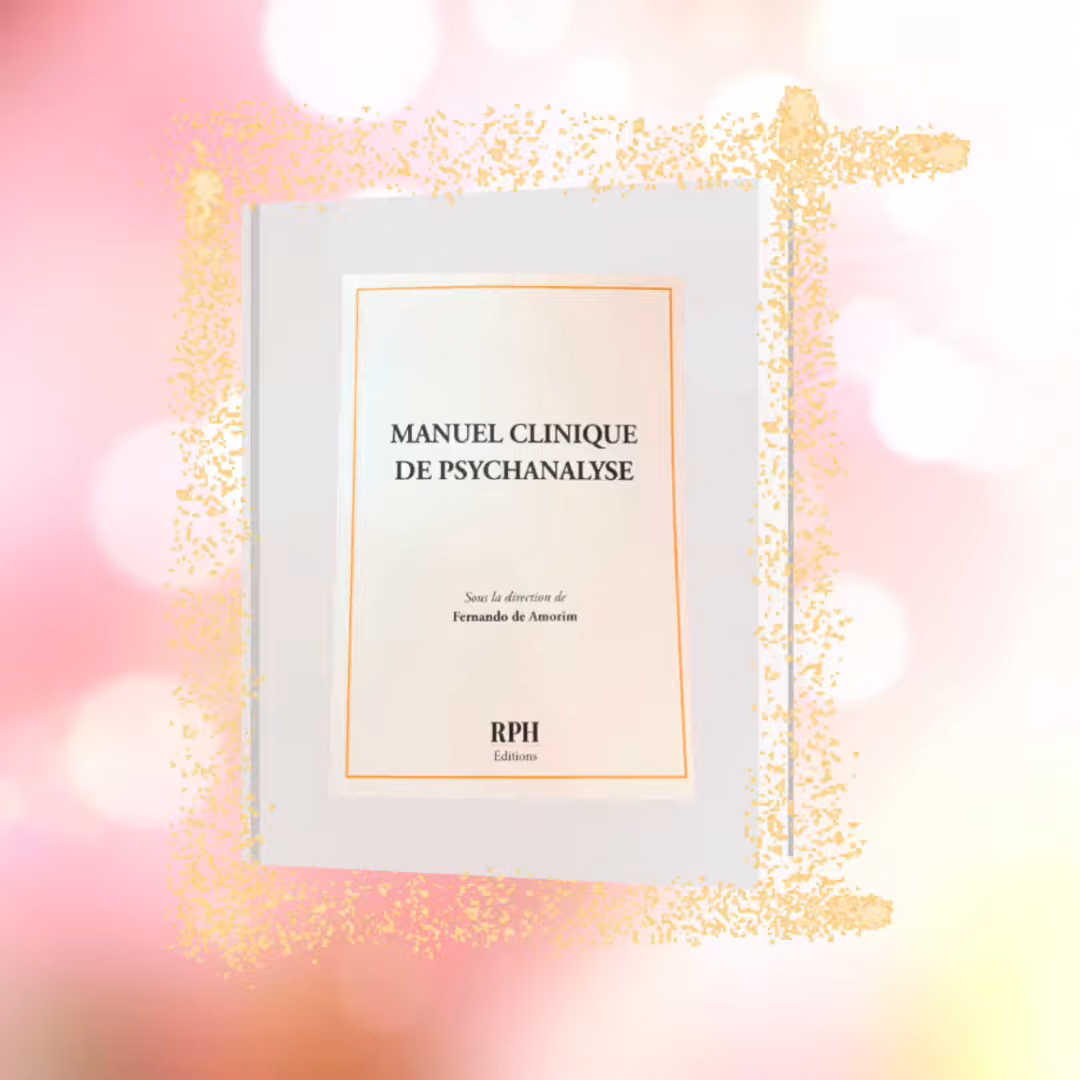 MANUEL CLINIQUE
DE PSYCHANALYSE
Sous la direction de
Fernando de Amorim
RPH
Éditions